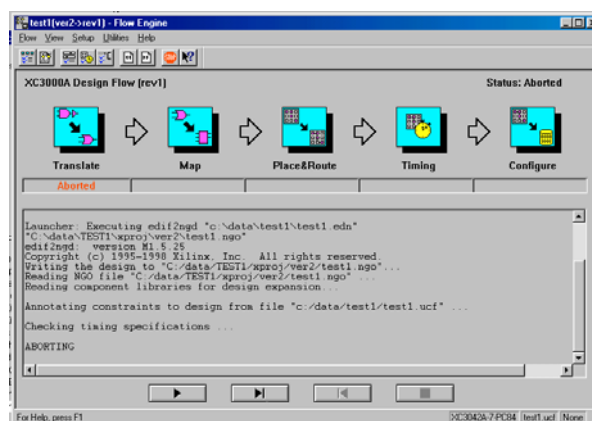 test1(ver2->rev1) - Flow Engine
Flow View Setup Utilities Help
XC3000A Design Flow (rev1)
Status: Aborted
Translate
Map
Place&Route
Timing
Configure
Aborted
Launcher: Executing edif2ngd "c:\data\test1\test1.edn"
"C:\data\TEST1\xproj\ver2\test1.ngo"
edif2ngd: version M1.5.25
Copyright (c) 1995-1998 Xilinx, Inc. All rights reserved.
Writing the design to "C:/data/TEST1/xproj/ver2/test1.ngo"...
Reading NGO file "C:/data/TEST1/xproj/ver2/test1.ngo" ...
Reading component libraries for design expansion...
Annotating constraints to design from file "c:/data/test1/test1.ucf" ...
Checking timing specifications ...
ABORTING
For Help, press F1
XC3042A-7-PC84
test1.ucf
None